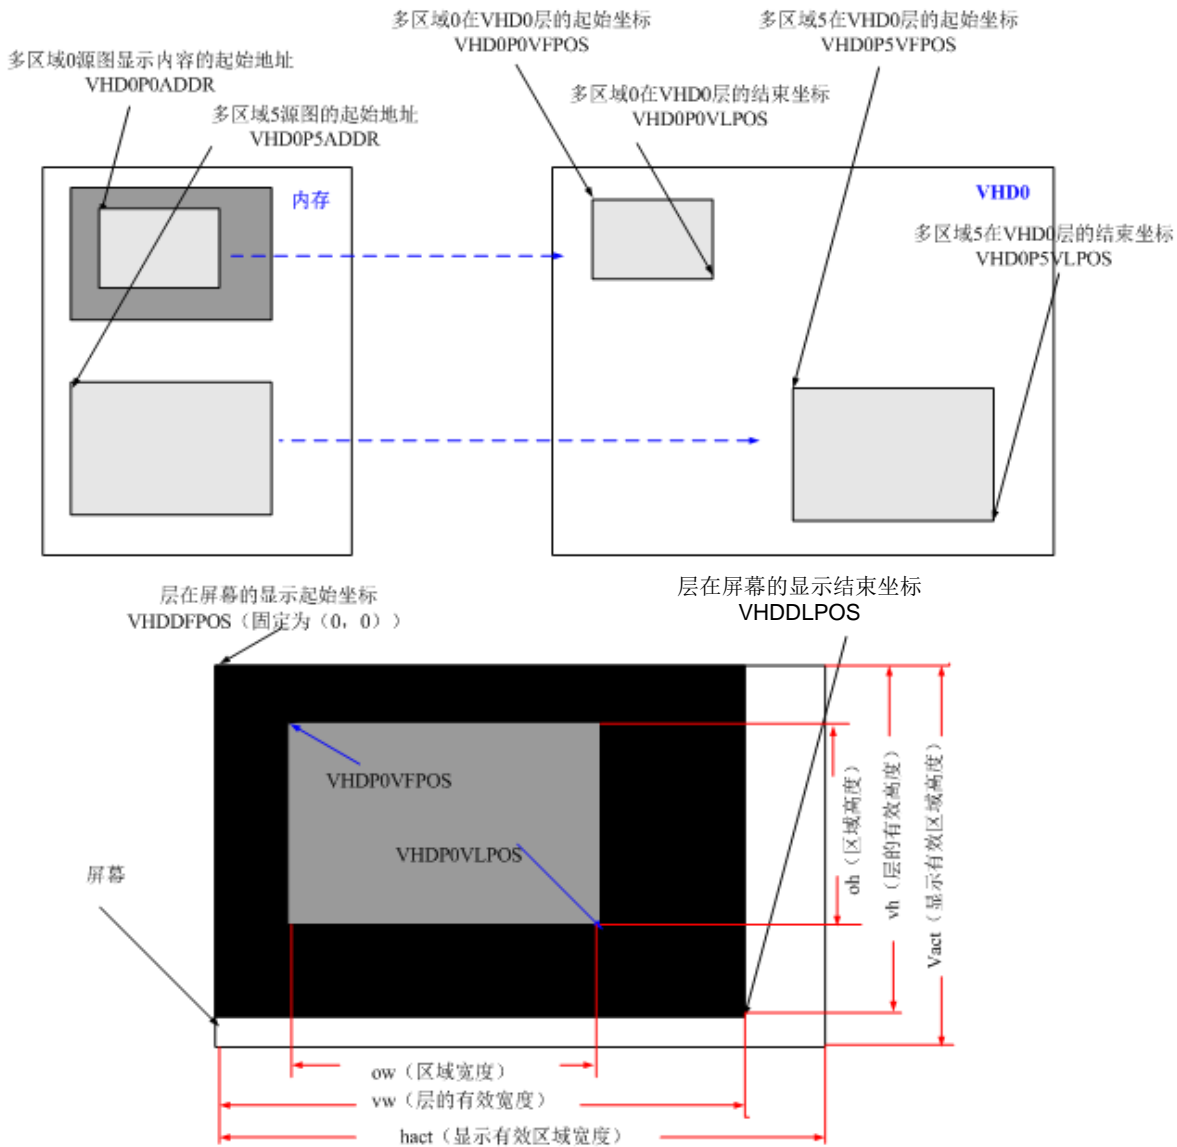 多区域0在VHD0层的起始坐标
VHD0P0VFPOS
多区域5在VHD0层的起始坐标
VHD0P5VFPOS
多区域0源图显示内容的起始地址
VHD0P0ADDR
多区域5源图的起始地址
VHD0P5ADDR
多区域0在VHD0层的结束坐标
VHD0P0VLPOS
内存
VHD0
多区域5在VHD0层的结束坐标
VHD0P5VLPOS
层在屏幕的显示起始坐标
VHDDFPOS（固定为（0，0））
层在屏幕的显示结束坐标
VHDDLPOS
VHDP0VFPOS
VHDP0VLPOS
屏幕
oh（区域高度）
vh（层的有效高度）
Vact（显示有效区域高度）
ow（区域宽度）
vw（层的有效宽度）
hact（显示有效区域宽度）